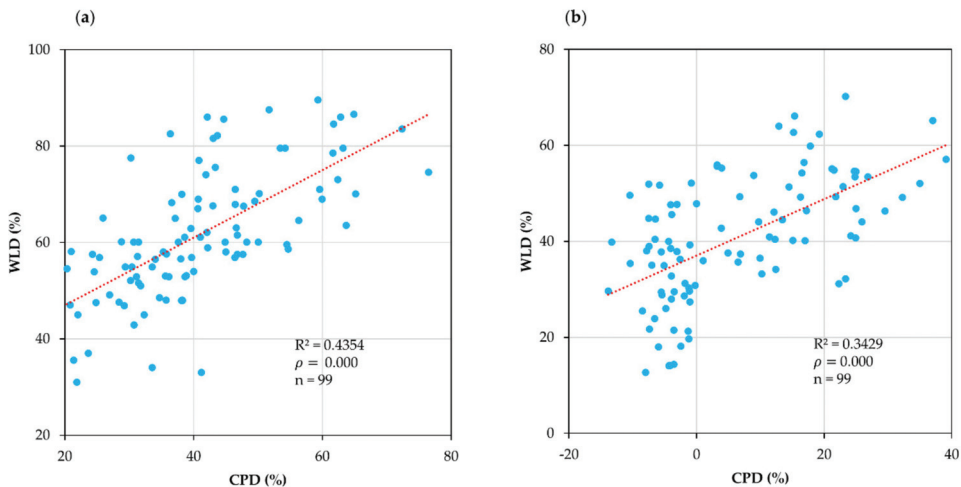 (a)
100
80
60
40
20
WLD (%)
R² = 0.4354
ρ = 0.000
n = 99
20 40 60 80
CPD (%)
(b)
80
60
40
20
0
WLD (%)
R² = 0.3429
ρ = 0.000
n = 99
-20 0 20 40
CPD (%)